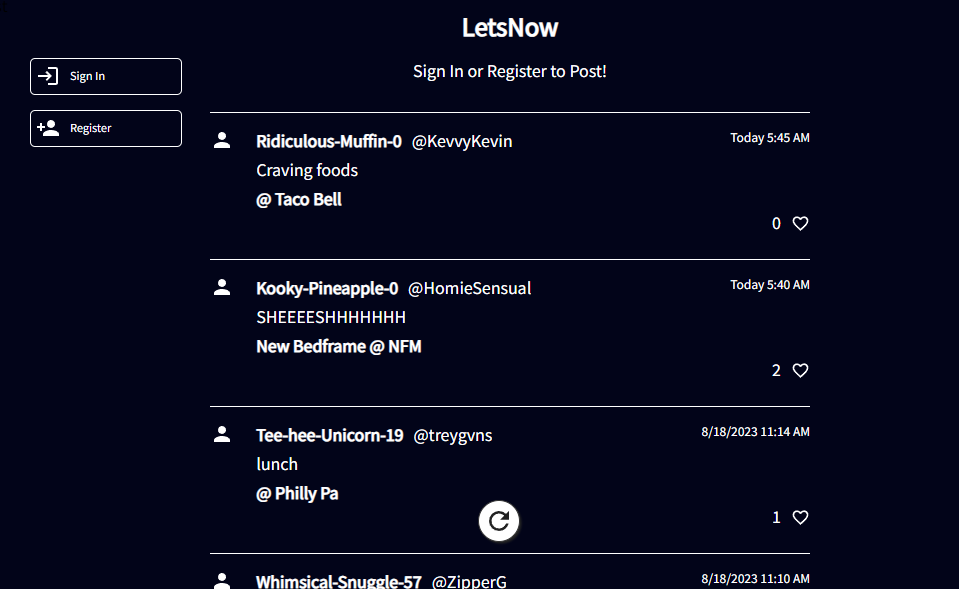 LetsNow
Sign In or Register to Post!
Sign In
Register
Ridiculous-Muffin-0 @KevvyKevin Today 5:45 AM
Craving foods
@ Taco Bell
0
Kooky-Pineapple-0 @HomieSensual Today 5:40 AM
SHEEEESHHHHHHH
New Bedframe @ NFM
2
Tee-hee-Unicorn-19 @treygvns 8/18/2023 11:14 AM
lunch
@ Philly Pa
1
Whimsical-Snuggle-57 @ZipperG 8/18/2023 11:10 AM